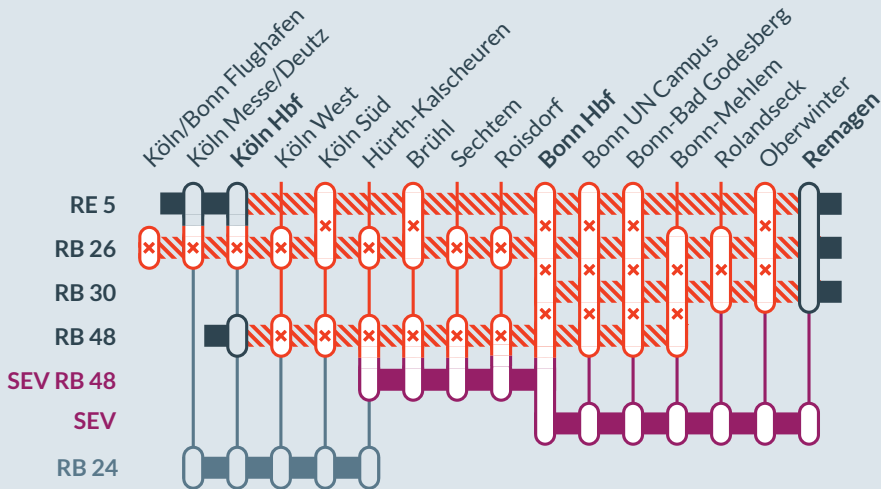 Köln/Bonn Flughafen
Köln Messe/Deutz
Köln Hbf
Köln West
Köln Süd
Hürth-Kalscheuren
Brühl
Sechtem
Roisdorf
Bonn Hbf
Bonn UN Campus
Bonn-Bad Godesberg
Bonn-Mehlem
Rolandseck
Oberwinter
Remagen
RE 5
RB 26
RB 30
RB 48
SEV RB 48
SEV
RB 24